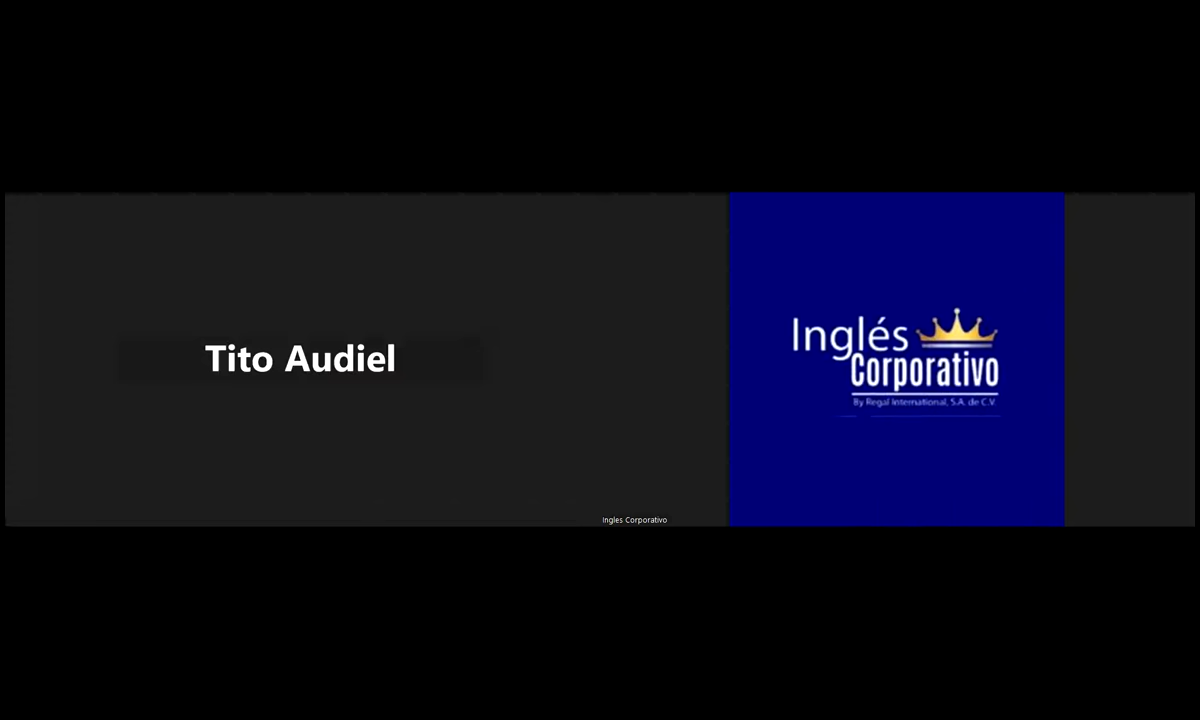 Tito Audiel
Inglés
Corporativo
By Regal International, S.A. de C.V.
Ingles Corporativo